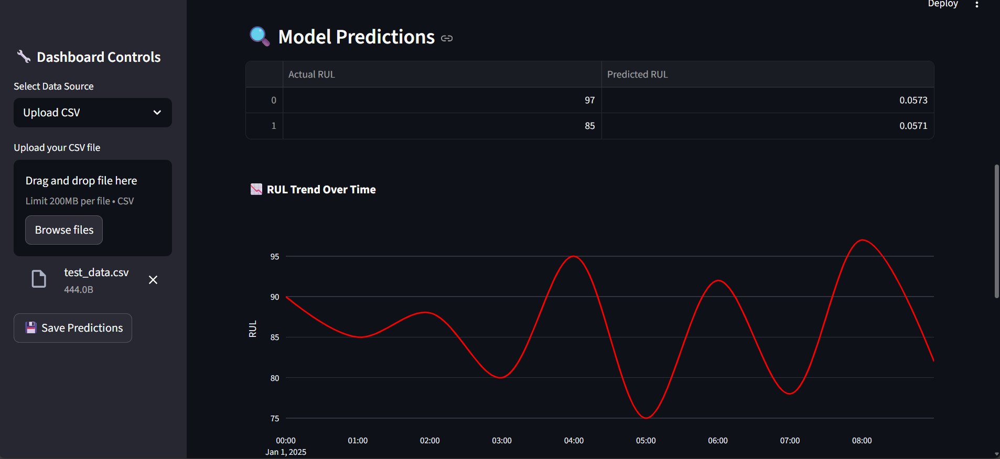 Deploy
Dashboard Controls
Select Data Source
Upload CSV
Upload your CSV file
Drag and drop file here
Limit 200MB per file • CSV
Browse files
test_data.csv
444.0B
Save Predictions
Model Predictions
Actual RUL Predicted RUL
0 97 0.0573
1 85 0.0571
RUL Trend Over Time
RUL
95
90
85
80
75
00:00 01:00 02:00 03:00 04:00 05:00 06:00 07:00 08:00
Jan 1, 2025